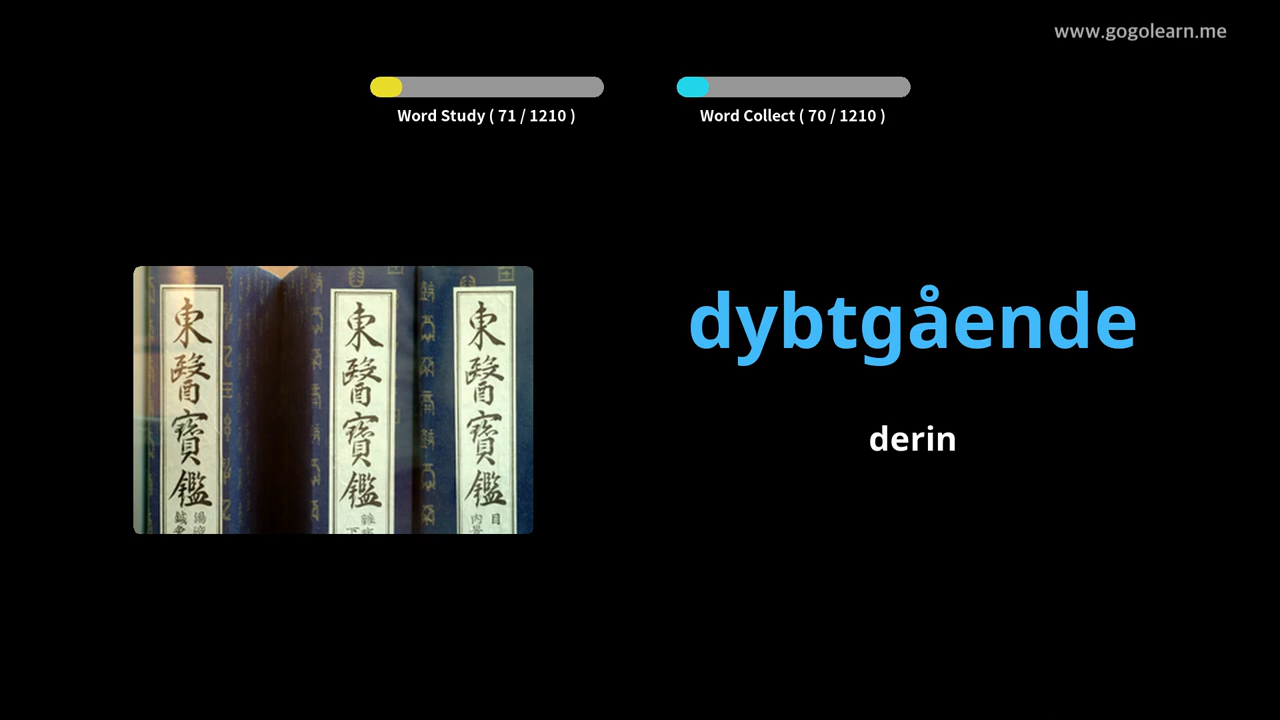 www.gogolearn.me
Word Study ( 71 / 1210 )
Word Collect ( 70 / 1210 )
東醫寶鑑
東醫寶鑑
東醫寶鑑
dybtgående
derin